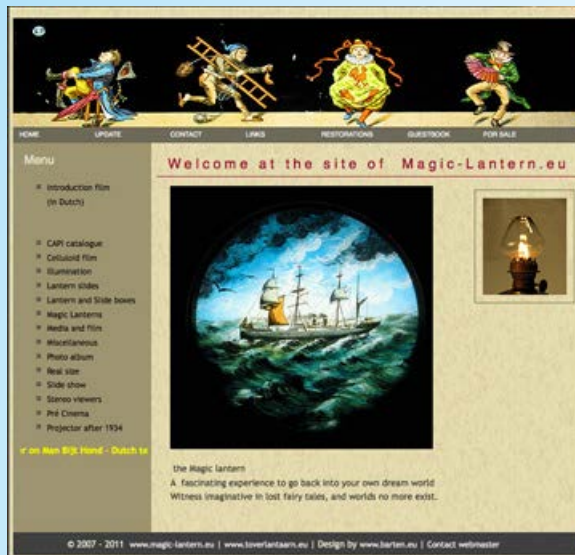 HOME UPDATE CONTACT LINKS RESTORATIONS GUESTBOOK FOR SALE
Menu
Welcome at the site of Magic-Lantern.eu
Introduction film
(in Dutch)
CAPI catalogue
Celluloid film
Illumination
Lantern slides
Lantern and Slide boxes
Magic Lanterns
Media and film
Miscellaneous
Photo album
Real size
Slide show
Stereo viewers
Pré Cinema
Projector after 1934
r on Man Bijt Hond - Dutch te
the Magic lantern
A fascinating experience to go back into your own dream world
Witness imaginative in lost fairy tales, and worlds no more exist.
© 2007 - 2011 www.magic-lantern.eu | www.toverlantaarn.eu | Design by www.barten.eu | Contact webmaster